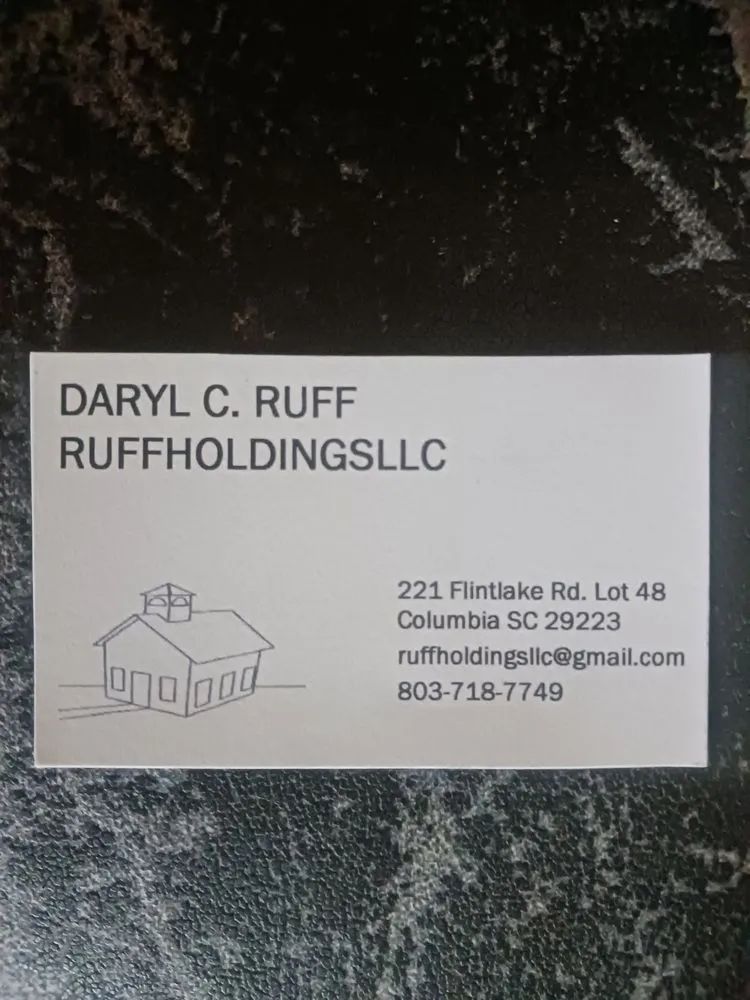 DARYL C. RUFF
RUFFHOLDINGSLLC
221 Flintlake Rd. Lot 48
Columbia SC 29223
ruffholdingsllc@gmail.com
803-718-7749